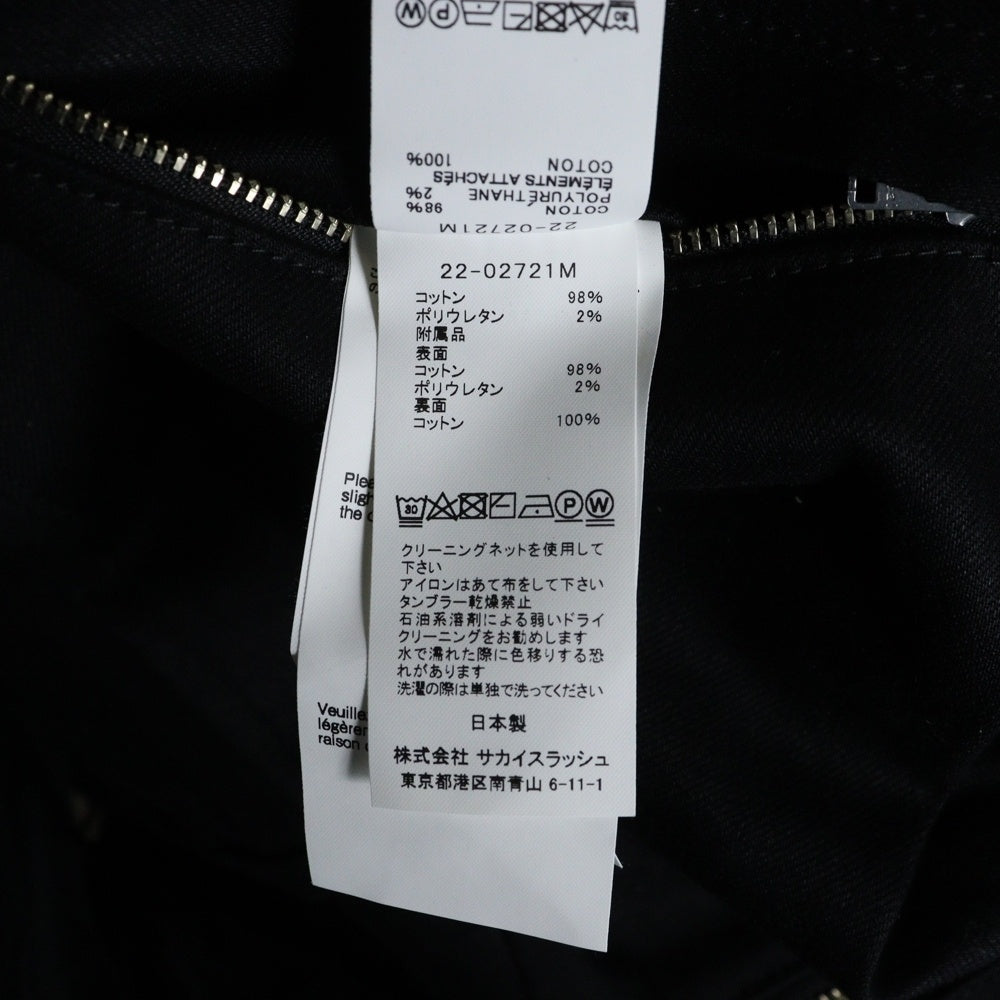 COTON 100%
ÉLÉMENTS ATTACHÉS
POLYURÉTHANE 2%
COTON 98%
22-02721M
22-02721M
コットン 98%
ポリウレタン 2%
附属品
表面
コットン 98%
ポリウレタン 2%
裏面
コットン 100%
30 P W
クリーニングネットを使用して
下さい
アイロンはあて布をして下さい
タンブラー乾燥禁止
石油系溶剤による弱いドライ
クリーニングをお勧めします
水で濡れた際に色移りする恐
れがあります
洗濯の際は単独で洗ってください
日本製
株式会社 サカイスラッシュ
東京都港区南青山 6-11-1
the
légère
raison